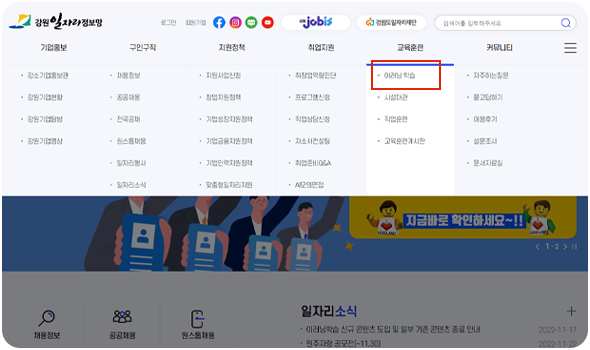 강원일자리정보망
로그인 회원가입
강원 jobis
강원도일자리재단
검색어를 입력해주세요
기업홍보 구인구직 지원정책 취업지원 교육훈련 커뮤니티
강소기업홍보관 채용정보 지원사업신청 취창업역량진단 이러닝 학습 자주하는질문
강원기업현황 공공채용 창업지원정책 프로그램신청 시설대관 묻고답하기
강원기업탐방 전국공채 기업성장지원정책 직업상담신청 직업훈련 이용후기
강원기업영상 원스톱채용 기업금융지원정책 자소서컨설팅 교육훈련게시판 설문조사
일자리행사 기업인력지원정책 취업준비Q&A 문서자료실
일자리소식 맞춤형일자리지원 AI모의면접
지금바로 확인하세요~!!
1 - 2
일자리소식
채용정보 공공채용 원스톱채용
이러닝학습 신규 콘텐츠 도입 및 일부 기존 콘텐츠 종료 안내 2022-11-17
원주자활 공모전(~11.30) 2022-11-22